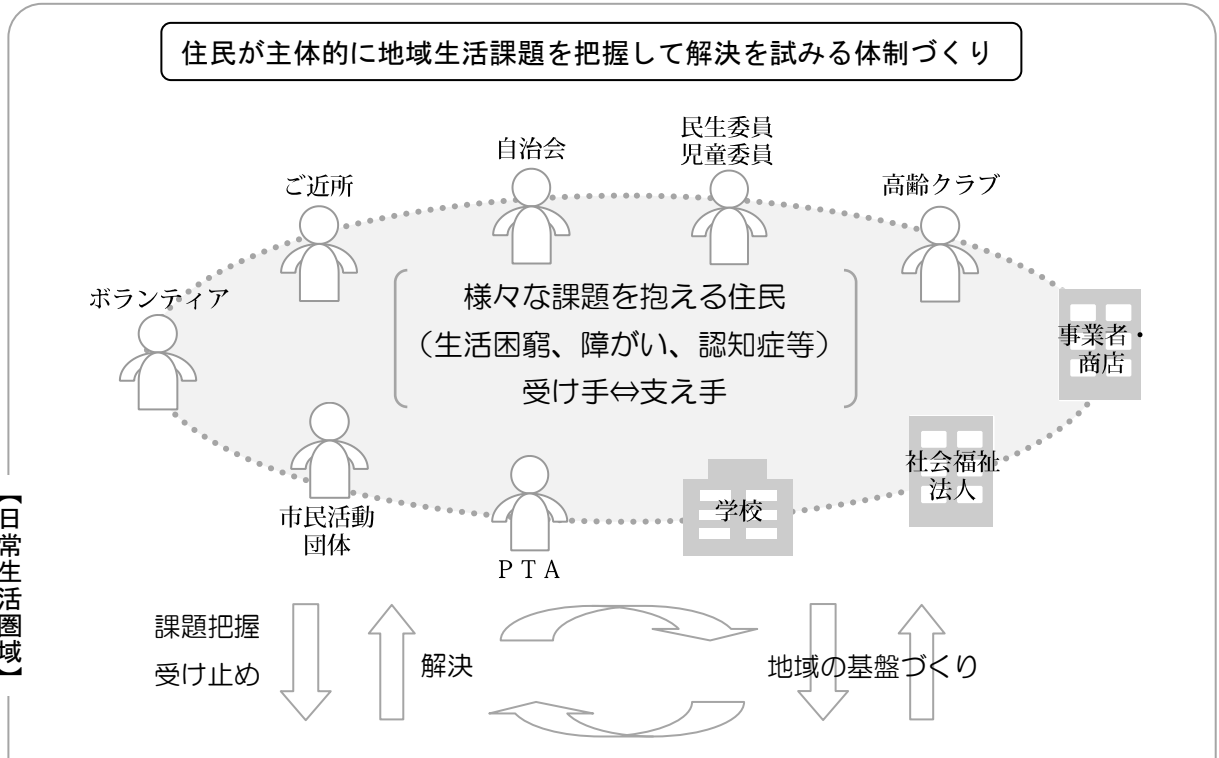 住民が主体的に地域生活課題を把握して解決を試みる体制づくり
民生委員
児童委員
自治会
高齢クラブ
ご近所
ボランティア
様々な課題を抱える住民
（生活困窮、障がい、認知症等）
受け手⇔支え手
事業者・
商店
社会福祉
法人
学校
市民活動
団体
ＰＴＡ
【日常生活圏域】
課題把握
受け止め
解決
地域の基盤づくり